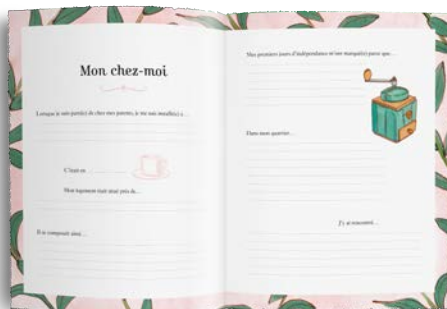 Mon chez-moi
Lorsque je suis parti(e) de chez mes parents, je me suis installé(e) à…
C'était en
Mon logement était situé près de…
Il se composait ainsi…
Mes premiers jours d'indépendance m'ont marqué(e) parce que…
Dans mon quartier…
J'y ai rencontré…